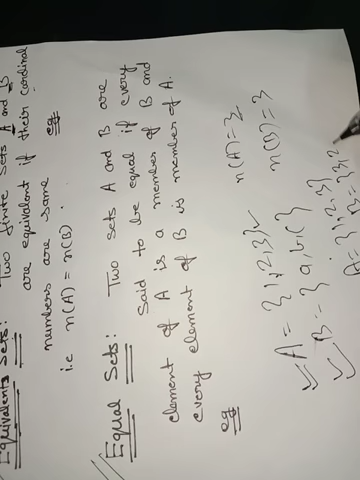 Equivalents Sets: Two finite sets A and B
are equivalent if their cardinal
numbers are same eg
i.e n(A) = n(B).
Equal Sets: Two sets A and B are
Said to be equal if every
element of A is a member of B and
every element of B is member of A.
eg
A = {1,2,3} n(A) = 3
B = {a,b,c} n(B) = 3
A = {1,2,3}
B = {3,2